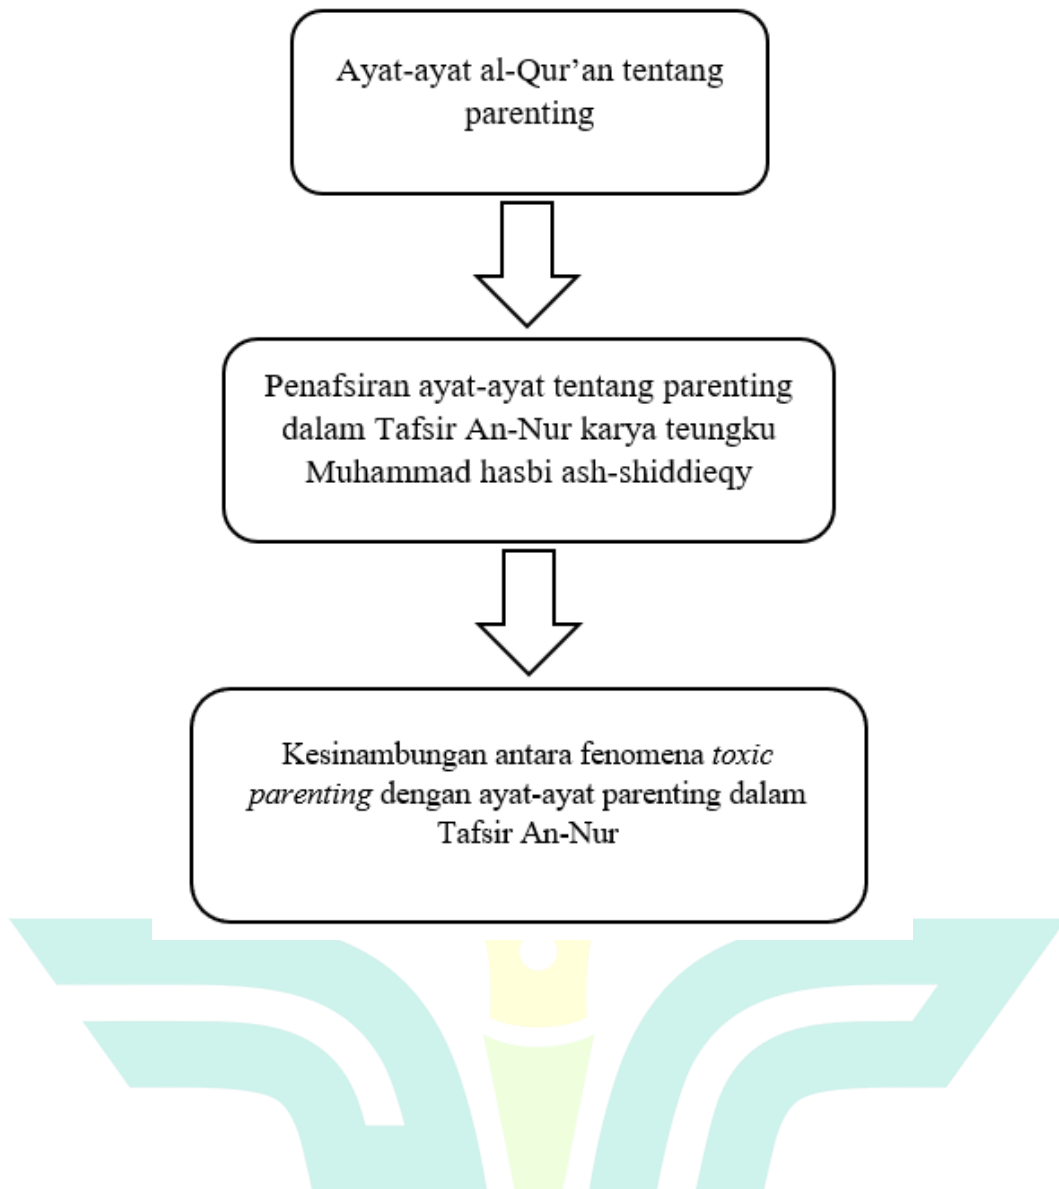 Ayat-ayat al-Qur’an tentang
parenting
Penafsiran ayat-ayat tentang parenting
dalam Tafsir An-Nur karya teungku
Muhammad hasbi ash-shiddieqy
Kesinambungan antara fenomena toxic
parenting dengan ayat-ayat parenting dalam
Tafsir An-Nur